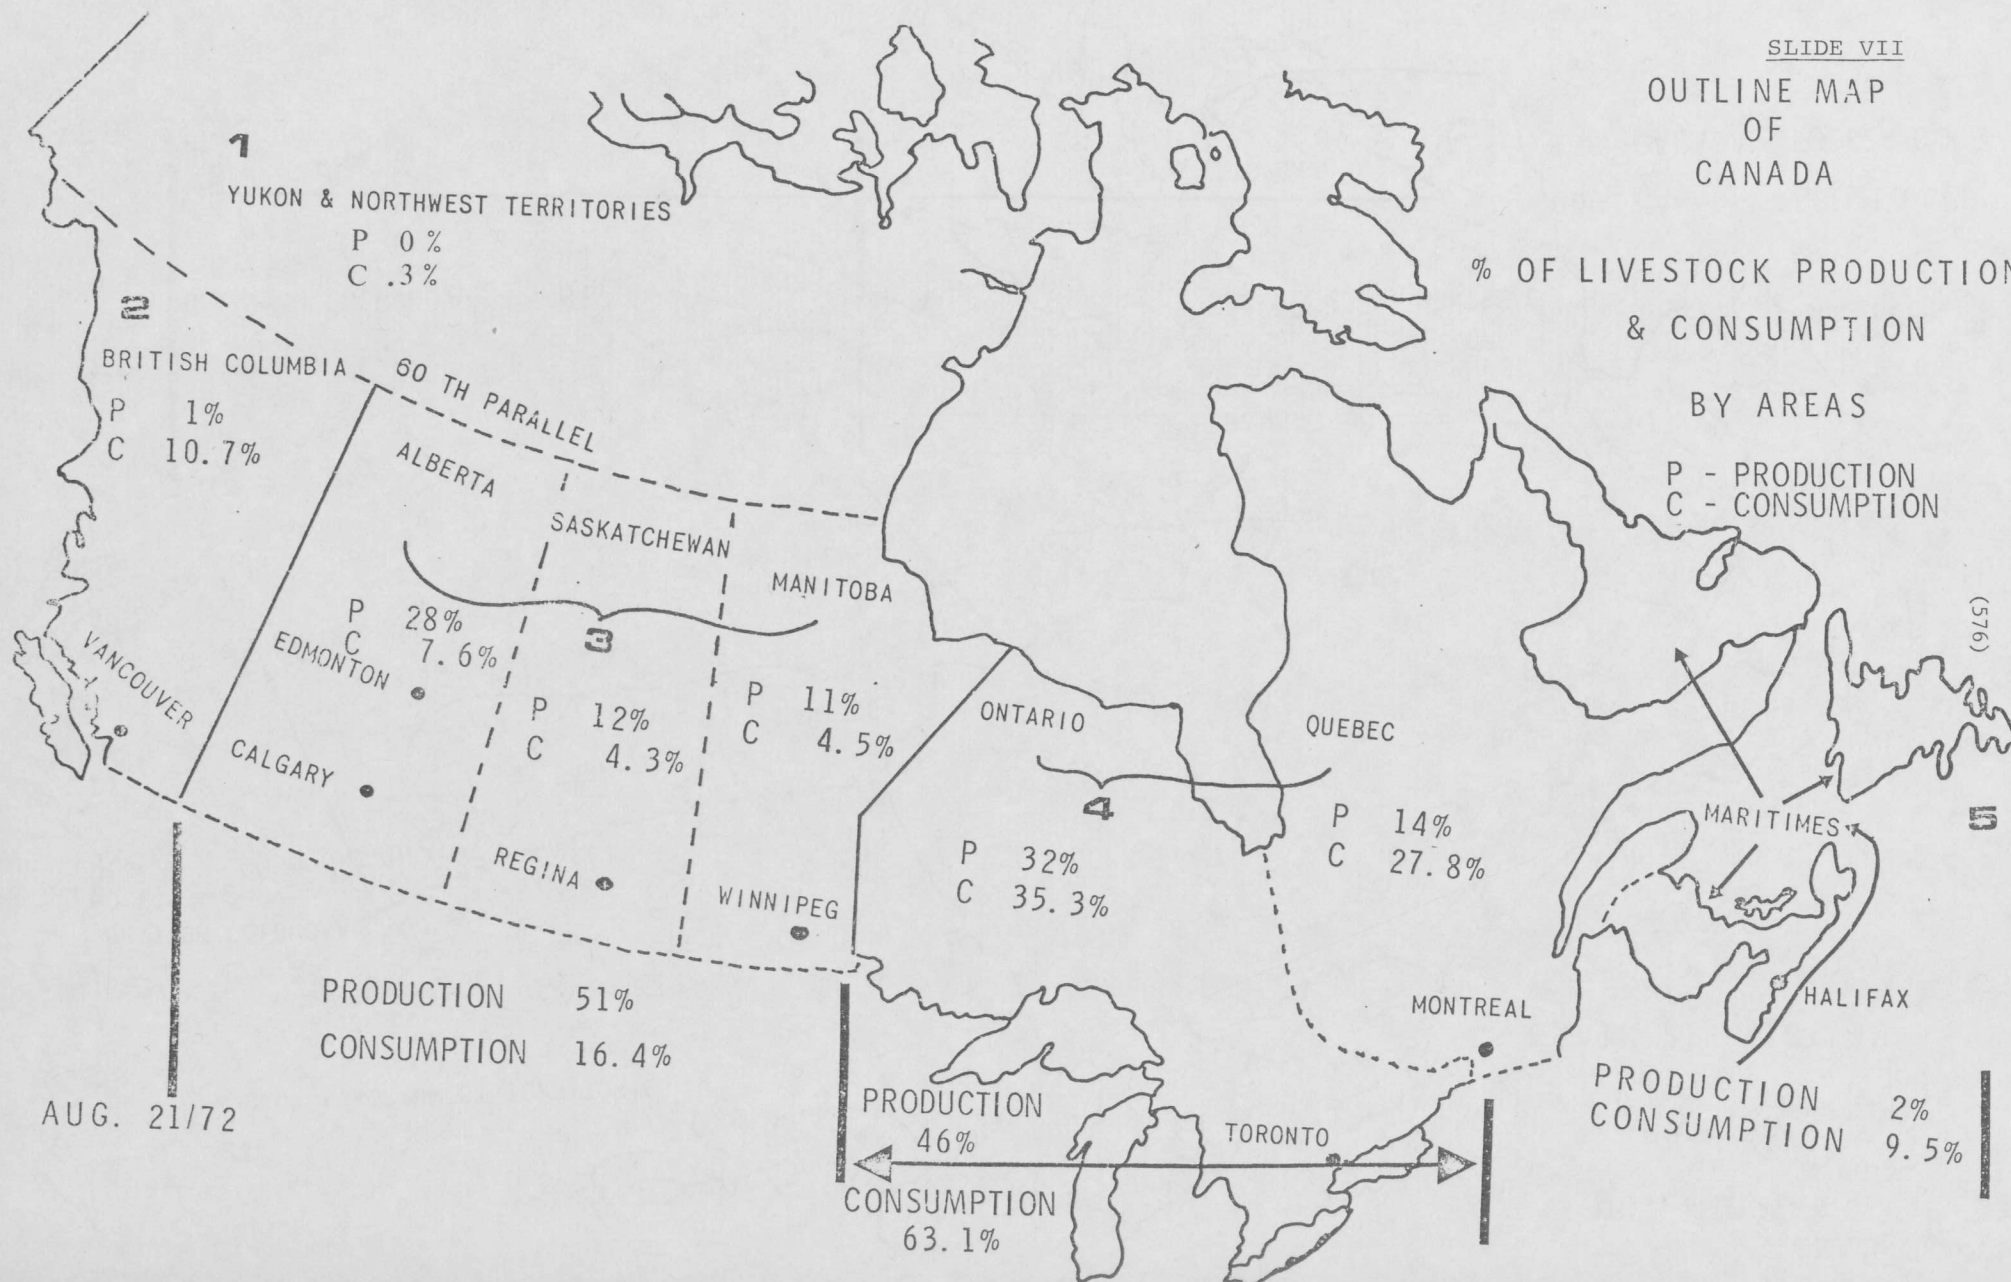 SLIDE VII
OUTLINE MAP
OF
CANADA
% OF LIVESTOCK PRODUCTION
& CONSUMPTION
BY AREAS
P - PRODUCTION
C - CONSUMPTION
1
YUKON & NORTHWEST TERRITORIES
P 0%
C .3%
2
BRITISH COLUMBIA
P 1%
C 10.7%
60 TH PARALLEL
ALBERTA
SASKATCHEWAN
MANITOBA
3
P 28%
C 7.6%
EDMONTON
VANCOUVER
CALGARY
P 12%
C 4.3%
REGINA
P 11%
C 4.5%
WINNIPEG
PRODUCTION 51%
CONSUMPTION 16.4%
AUG. 21/72
ONTARIO
QUEBEC
4
P 32%
C 35.3%
P 14%
C 27.8%
MONTREAL
TORONTO
PRODUCTION
46%
CONSUMPTION
63.1%
MARITIMES
5
HALIFAX
PRODUCTION 2%
CONSUMPTION 9.5%
(576)